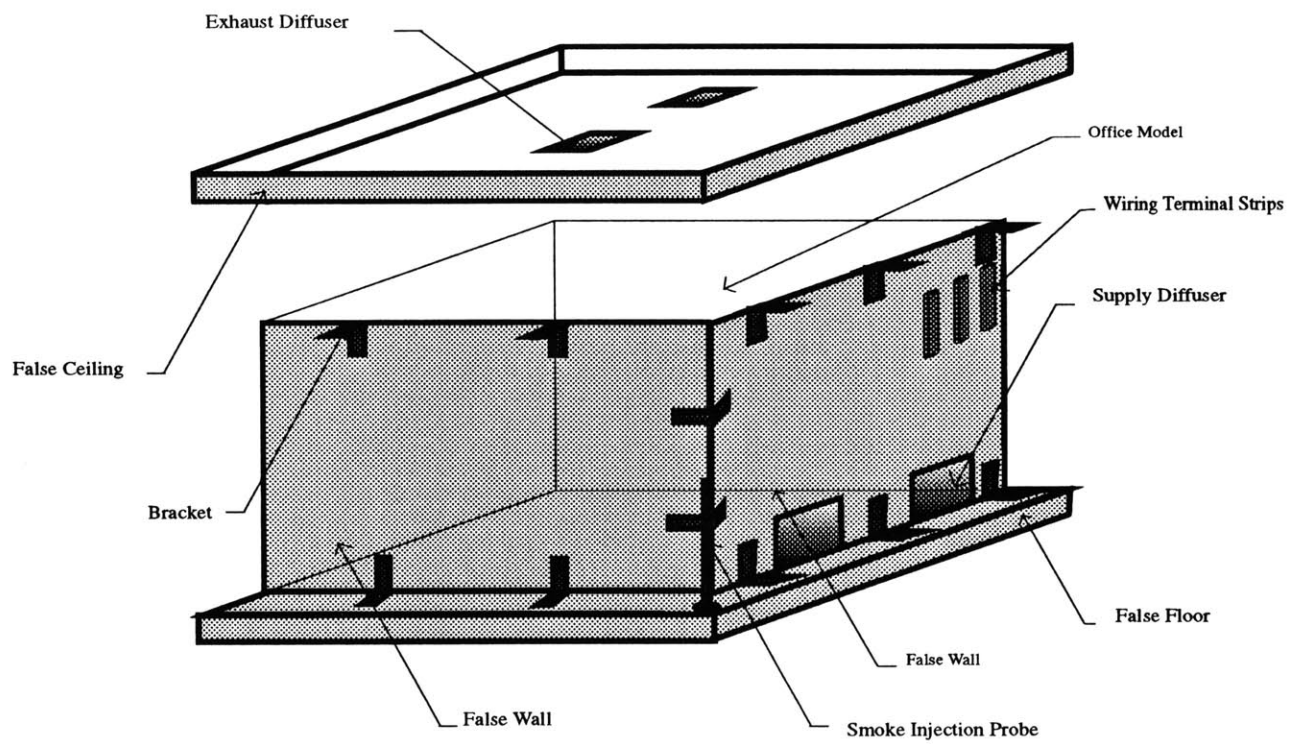 Exhaust Diffuser
Office Model
Wiring Terminal Strips
Supply Diffuser
False Ceiling
Bracket
False Floor
False Wall
False Wall
Smoke Injection Probe